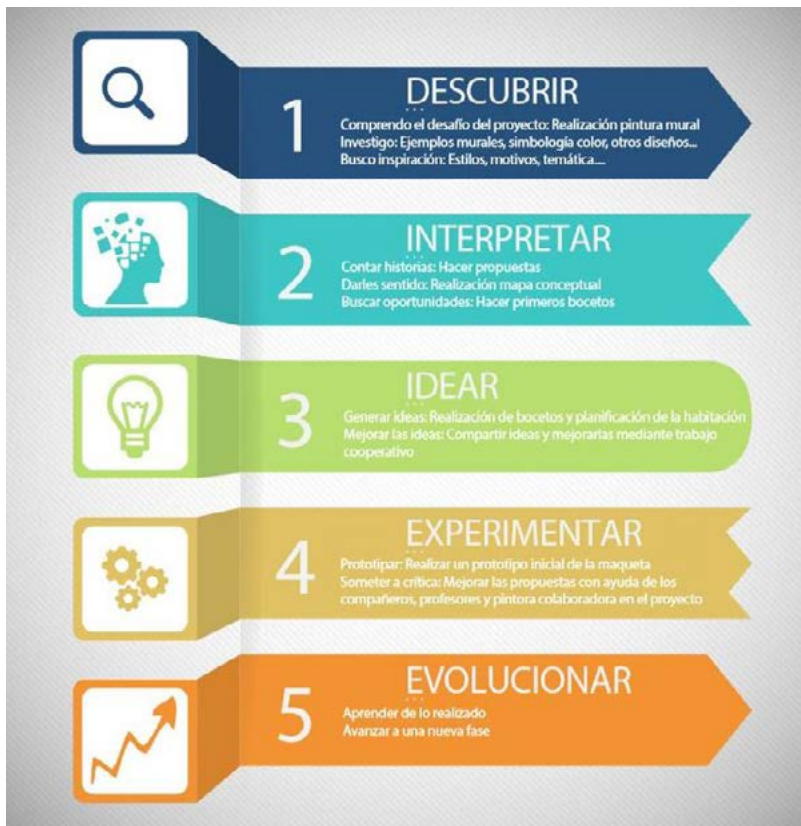 1
DESCUBRIR
Comprendo el desafío del proyecto: Realización pintura mural
Investigo: Ejemplos murales, simbología color, otros diseños...
Busco inspiración: Estilos, motivos, temática....
2
INTERPRETAR
Contar historias: Hacer propuestas
Darles sentido: Realización mapa conceptual
Buscar oportunidades: Hacer primeros bocetos
3
IDEAR
Generar ideas: Realización de bocetos y planificación de la habitación
Mejorar las ideas: Compartir ideas y mejorarlas mediante trabajo
cooperativo
4
EXPERIMENTAR
Prototipar: Realizar un prototipo inicial de la maqueta
Someter a crítica: Mejorar las propuestas con ayuda de los
compañeros, profesores y pintora colaboradora en el proyecto
5
EVOLUCIONAR
Aprender de lo realizado
Avanzar a una nueva fase